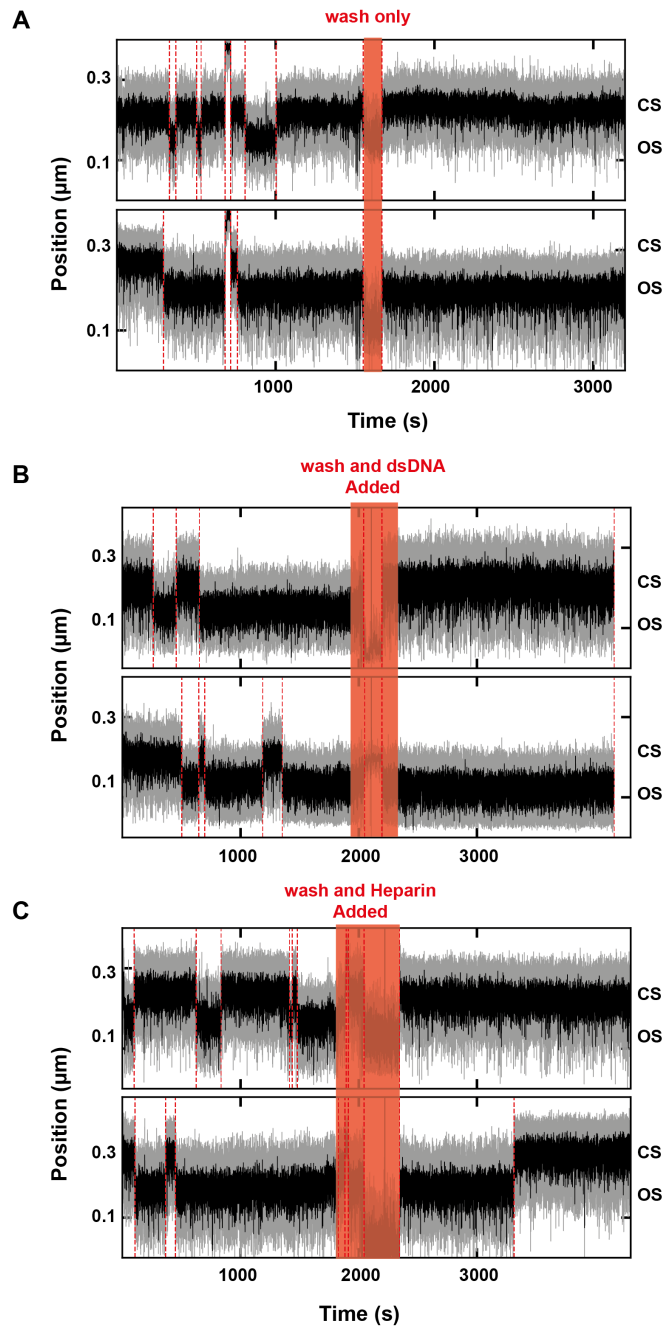 A
wash only
0.3
CS
OS
0.1
0.3
CS
OS
0.1
Position (µm)
1000 2000 3000
Time (s)
B
wash and dsDNA
Added
0.3
CS
0.1
OS
0.3
CS
0.1
OS
Position (µm)
1000 2000 3000
C
wash and Heparin
Added
0.3
CS
0.1
OS
0.3
CS
OS
0.1
Position (µm)
1000 2000 3000
Time (s)